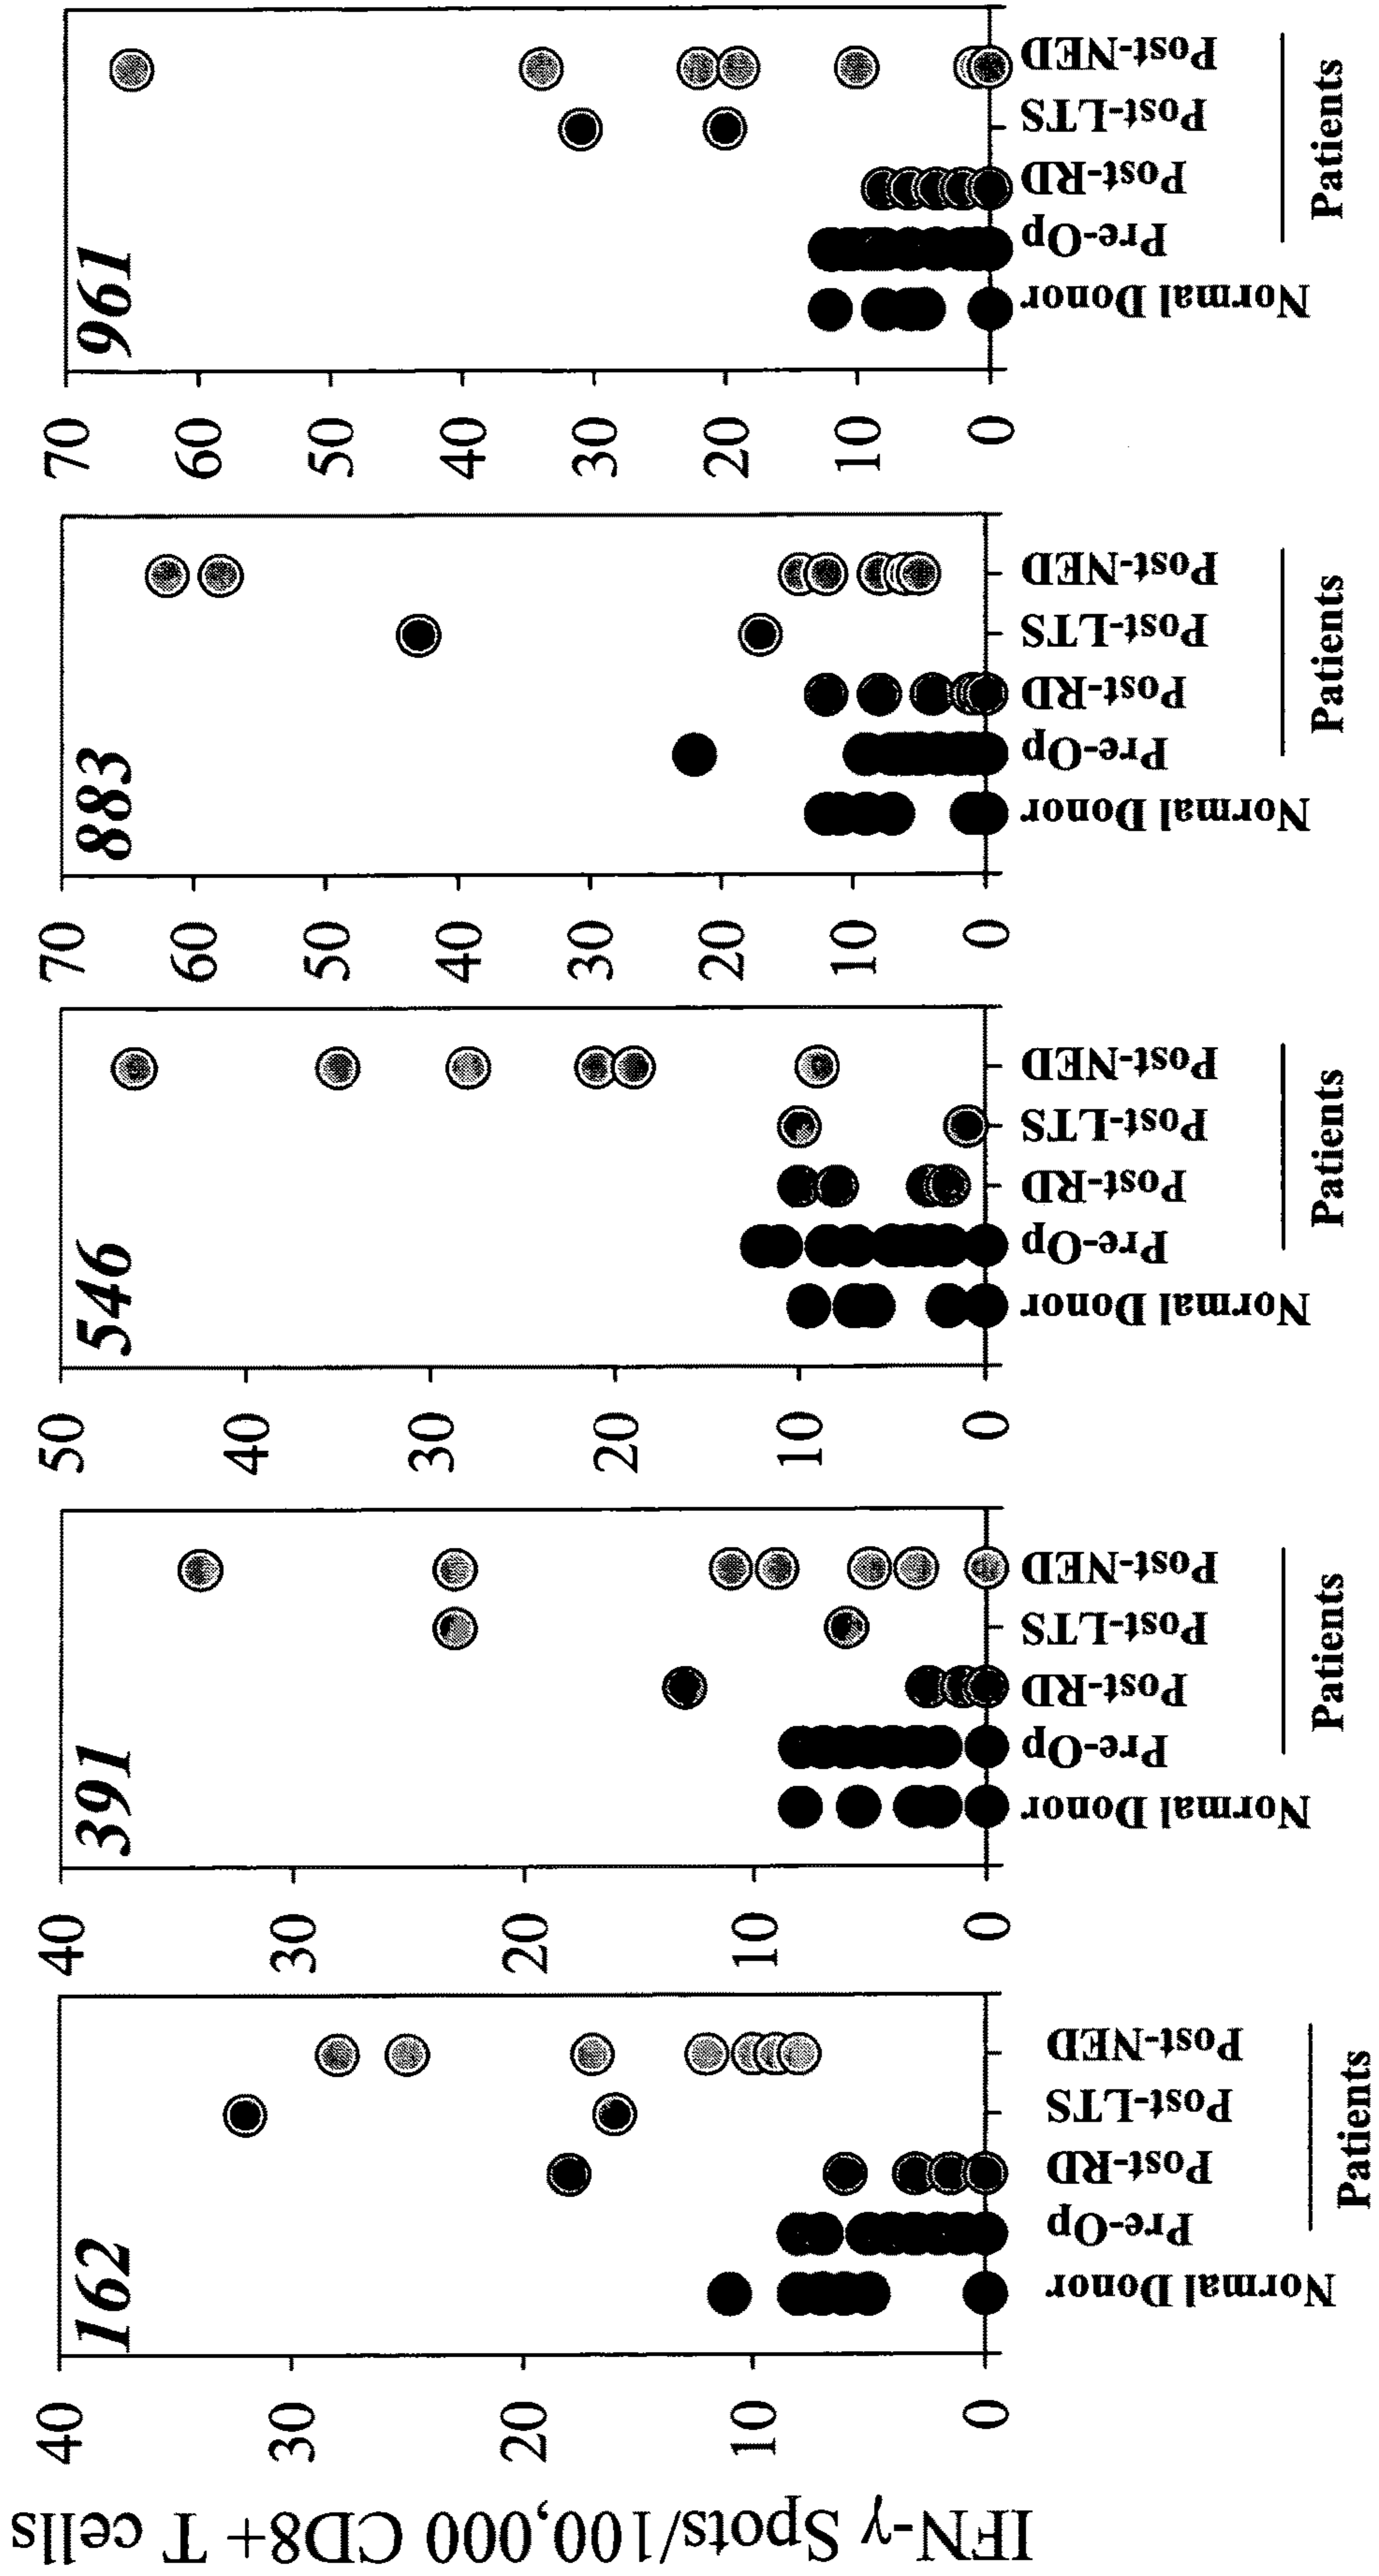 IFN-γ Spots/100,000 CD8+ T cells
162
40
30
20
10
0
Normal Donor
Pre-Op
Post-RD
Post-LTS
Post-NED
Patients
391
40
30
20
10
0
Normal Donor
Pre-Op
Post-RD
Post-LTS
Post-NED
Patients
546
50
40
30
20
10
0
Normal Donor
Pre-Op
Post-RD
Post-LTS
Post-NED
Patients
883
70
60
50
40
30
20
10
0
Normal Donor
Pre-Op
Post-RD
Post-LTS
Post-NED
Patients
961
70
60
50
40
30
20
10
0
Normal Donor
Pre-Op
Post-RD
Post-LTS
Post-NED
Patients